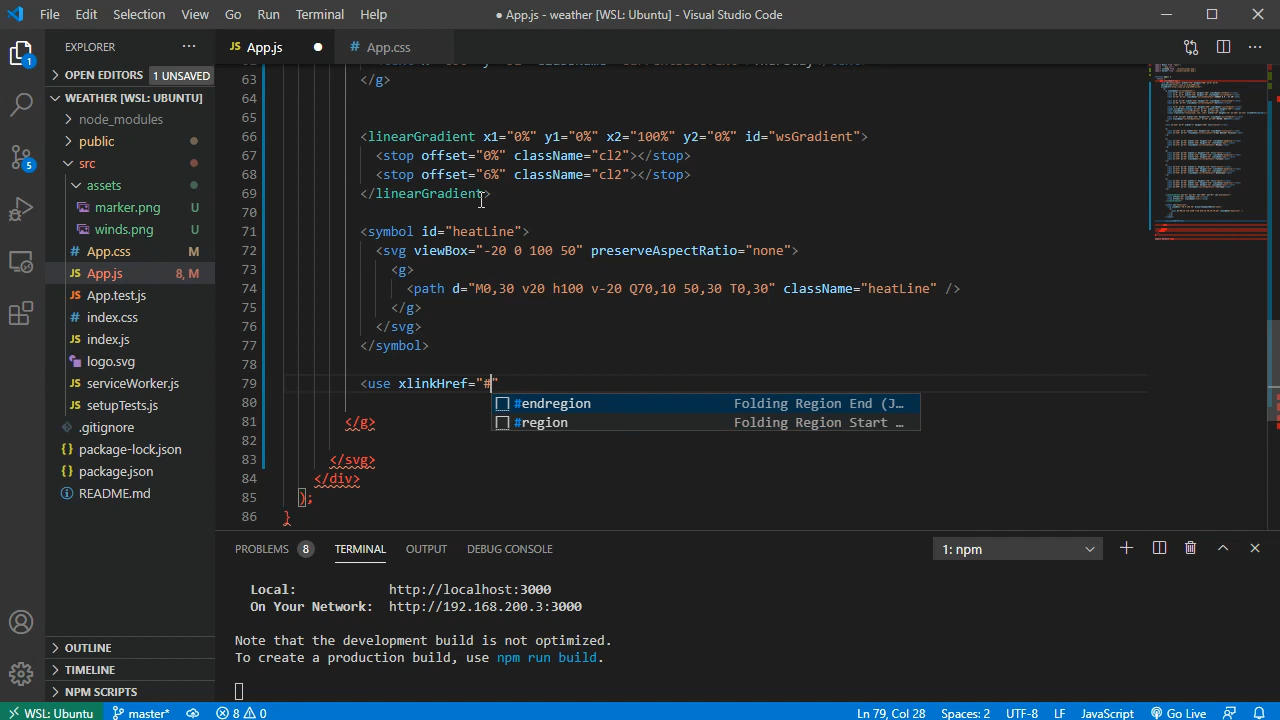 File Edit Selection View Go Run Terminal Help
● App.js - weather [WSL: Ubuntu] - Visual Studio Code
EXPLORER
JS App.js
# App.css
OPEN EDITORS 1 UNSAVED
WEATHER [WSL: UBUNTU]
node_modules
public
src
assets
marker.png U
winds.png U
# App.css M
JS App.js 8, M
JS App.test.js
# index.css
JS index.js
logo.svg
JS serviceWorker.js
JS setupTests.js
.gitignore
package-lock.json
package.json
README.md
OUTLINE
TIMELINE
NPM SCRIPTS
1
5
63 </g>
64
65
66 <linearGradient x1="0%" y1="0%" x2="100%" y2="0%" id="wsGradient">
67 <stop offset="0%" className="cl2"></stop>
68 <stop offset="6%" className="cl2"></stop>
69 </linearGradient>
70
71 <symbol id="heatLine">
72 <svg viewBox="-20 0 100 50" preserveAspectRatio="none">
73 <g>
74 <path d="M0,30 v20 h100 v-20 Q70,10 50,30 T0,30" className="heatLine" />
75 </g>
76 </svg>
77 </symbol>
78
79 <use xlinkHref="#"
#endregion Folding Region End (J…
#region Folding Region Start …
80
81 </g>
82
83 </svg>
84 </div>
85 );
86 }
PROBLEMS 8 TERMINAL OUTPUT DEBUG CONSOLE
1: npm
Local: http://localhost:3000
On Your Network: http://192.168.200.3:3000
Note that the development build is not optimized.
To create a production build, use npm run build.
WSL: Ubuntu master* 8 0
Ln 79, Col 28 Spaces: 2 UTF-8 LF JavaScript Go Live